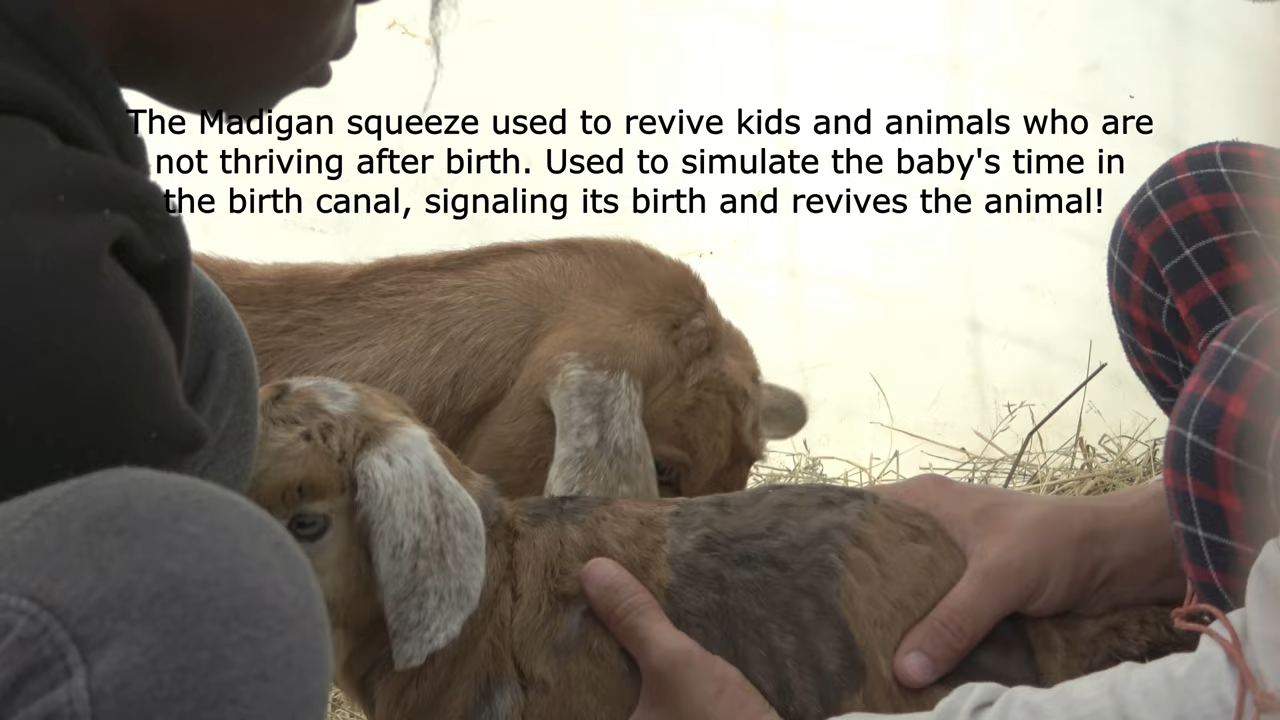 The Madigan squeeze used to revive kids and animals who are
not thriving after birth. Used to simulate the baby's time in
the birth canal, signaling its birth and revives the animal!